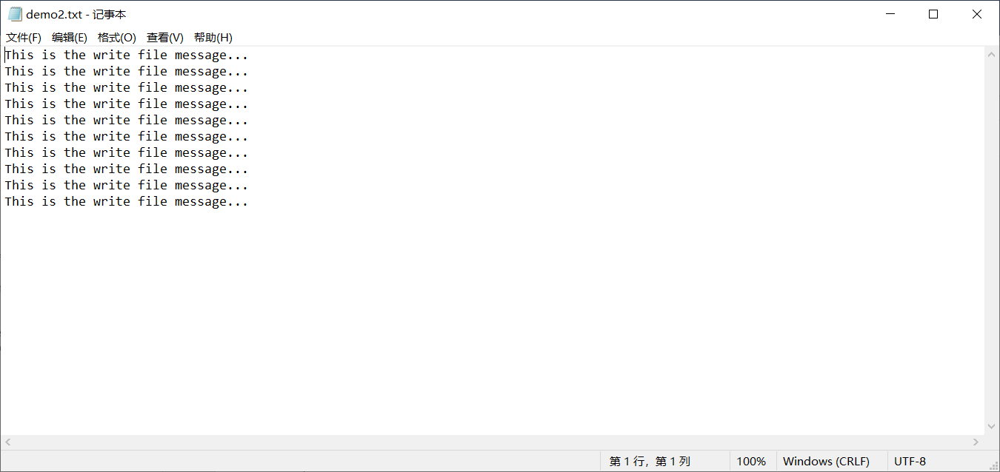 demo2.txt - 记事本
文件(F) 编辑(E) 格式(O) 查看(V) 帮助(H)
This is the write file message...
This is the write file message...
This is the write file message...
This is the write file message...
This is the write file message...
This is the write file message...
This is the write file message...
This is the write file message...
This is the write file message...
This is the write file message...
第 1 行，第 1 列 100% Windows (CRLF) UTF-8